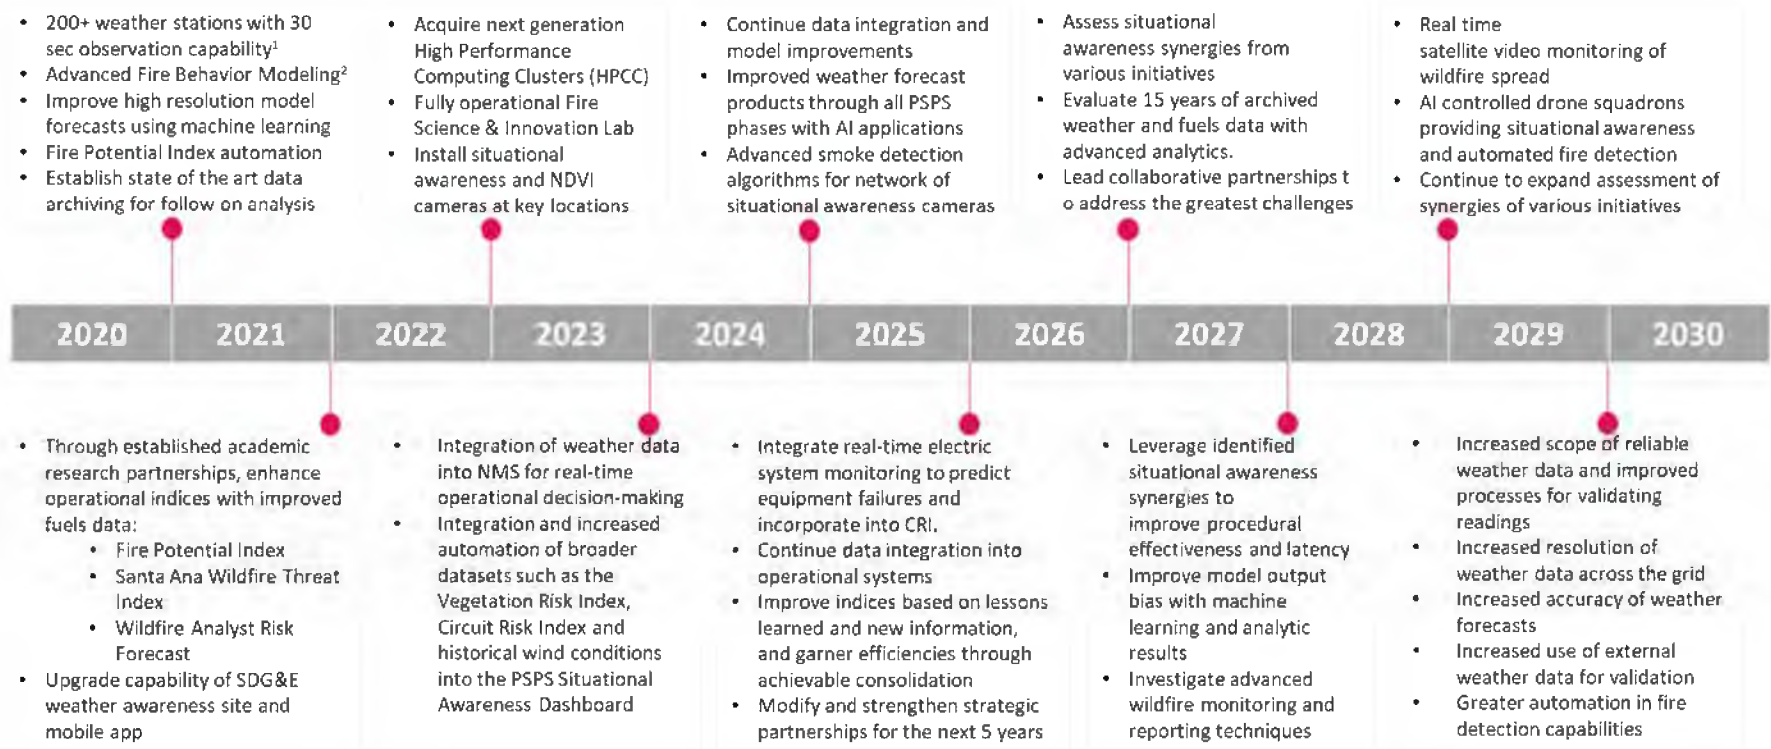 • 200+ weather stations with 30
sec observation capability¹
• Advanced Fire Behavior Modeling²
• Improve high resolution model
forecasts using machine learning
• Fire Potential Index automation
• Establish state of the art data
archiving for follow on analysis
• Acquire next generation
High Performance
Computing Clusters (HPCC)
• Fully operational Fire
Science & Innovation Lab
• Install situational
awareness and NDVI
cameras at key locations
• Continue data integration and
model improvements
• Improved weather forecast
products through all PSPS
phases with AI applications
• Advanced smoke detection
algorithms for network of
situational awareness cameras
• Assess situational
awareness synergies from
various initiatives
• Evaluate 15 years of archived
weather and fuels data with
advanced analytics.
• Lead collaborative partnerships t
o address the greatest challenges
• Real time
satellite video monitoring of
wildfire spread
• AI controlled drone squadrons
providing situational awareness
and automated fire detection
• Continue to expand assessment of
synergies of various initiatives
2020 2021 2022 2023 2024 2025 2026 2027 2028 2029 2030
• Through established academic
research partnerships, enhance
operational indices with improved
fuels data:
• Fire Potential Index
• Santa Ana Wildfire Threat
Index
• Wildfire Analyst Risk
Forecast
• Upgrade capability of SDG&E
weather awareness site and
mobile app
• Integration of weather data
into NMS for real-time
operational decision-making
• Integration and increased
automation of broader
datasets such as the
Vegetation Risk Index,
Circuit Risk Index and
historical wind conditions
into the PSPS Situational
Awareness Dashboard
• Integrate real-time electric
system monitoring to predict
equipment failures and
incorporate into CRI.
• Continue data integration into
operational systems
• Improve indices based on lessons
learned and new information,
and garner efficiencies through
achievable consolidation
• Modify and strengthen strategic
partnerships for the next 5 years
• Leverage identified
situational awareness
synergies to
improve procedural
effectiveness and latency
• Improve model output
bias with machine
learning and analytic
results
• Investigate advanced
wildfire monitoring and
reporting techniques
• Increased scope of reliable
weather data and improved
processes for validating
readings
• Increased resolution of
weather data across the grid
• Increased accuracy of weather
forecasts
• Increased use of external
weather data for validation
• Greater automation in fire
detection capabilities